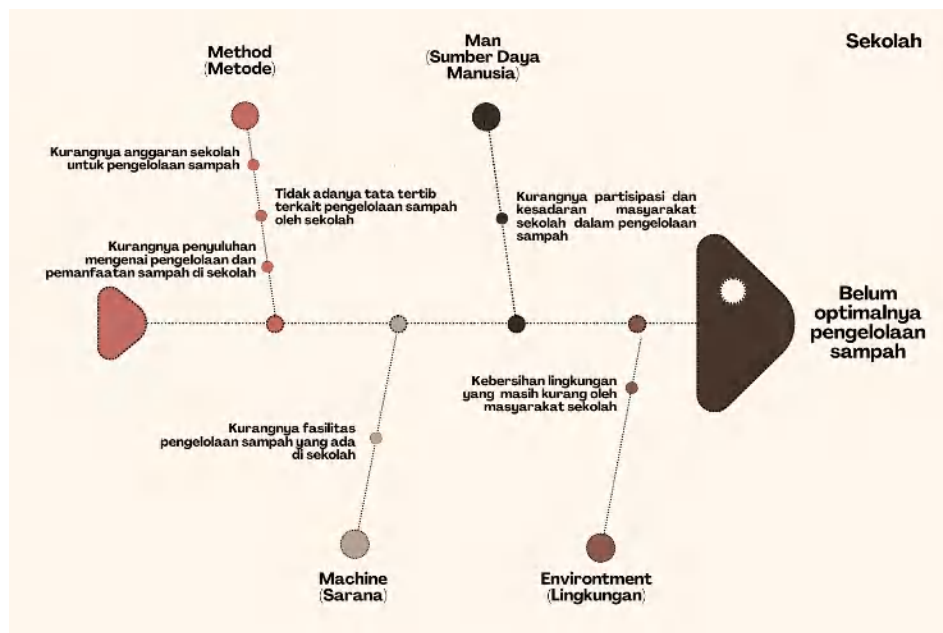 Sekolah
Method
(Metode)
Man
(Sumber Daya
Manusia)
Kurangnya anggaran sekolah
untuk pengelolaan sampah
Tidak adanya tata tertib
terkait pengelolaan sampah
oleh sekolah
Kurangnya penyuluhan
mengenai pengelolaan dan
pemanfaatan sampah di sekolah
Kurangnya partisipasi dan
kesadaran masyarakat
sekolah dalam pengelolaan
sampah
Belum
optimalnya
pengelolaan
sampah
Kurangnya fasilitas
pengelolaan sampah yang ada
di sekolah
Kebersihan lingkungan
yang masih kurang oleh
masyarakat sekolah
Machine
(Sarana)
Environtment
(Lingkungan)